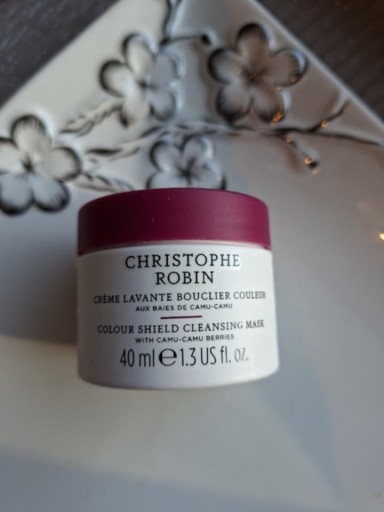 CHRISTOPHE
ROBIN
CRÈME LAVANTE BOUCLIER COULEUR
AUX BAIES DE CAMU-CAMU
COLOUR SHIELD CLEANSING MASK
WITH CAMU-CAMU BERRIES
40 ml ℮ 1.3 US fl. oz.